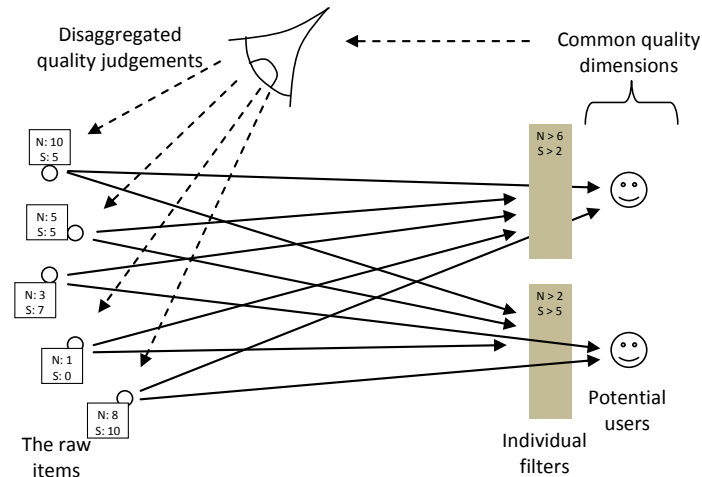 Disaggregated
quality judgements
Common quality
dimensions
N: 10
S: 5
N: 5
S: 5
N: 3
S: 7
N: 1
S: 0
N: 8
S: 10
N > 6
S > 2
N > 2
S > 5
The raw
items
Individual
filters
Potential
users